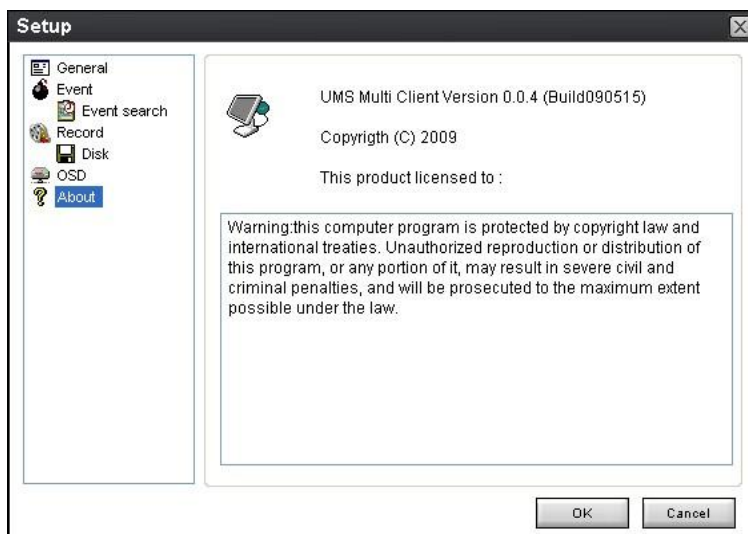 Setup
General
Event
Event search
Record
Disk
OSD
About
UMS Multi Client Version 0.0.4 (Build090515)
Copyrigth (C) 2009
This product licensed to :
Warning:this computer program is protected by copyright law and
international treaties. Unauthorized reproduction or distribution of
this program, or any portion of it, may result in severe civil and
criminal penalties, and will be prosecuted to the maximum extent
possible under the law.
OK
Cancel